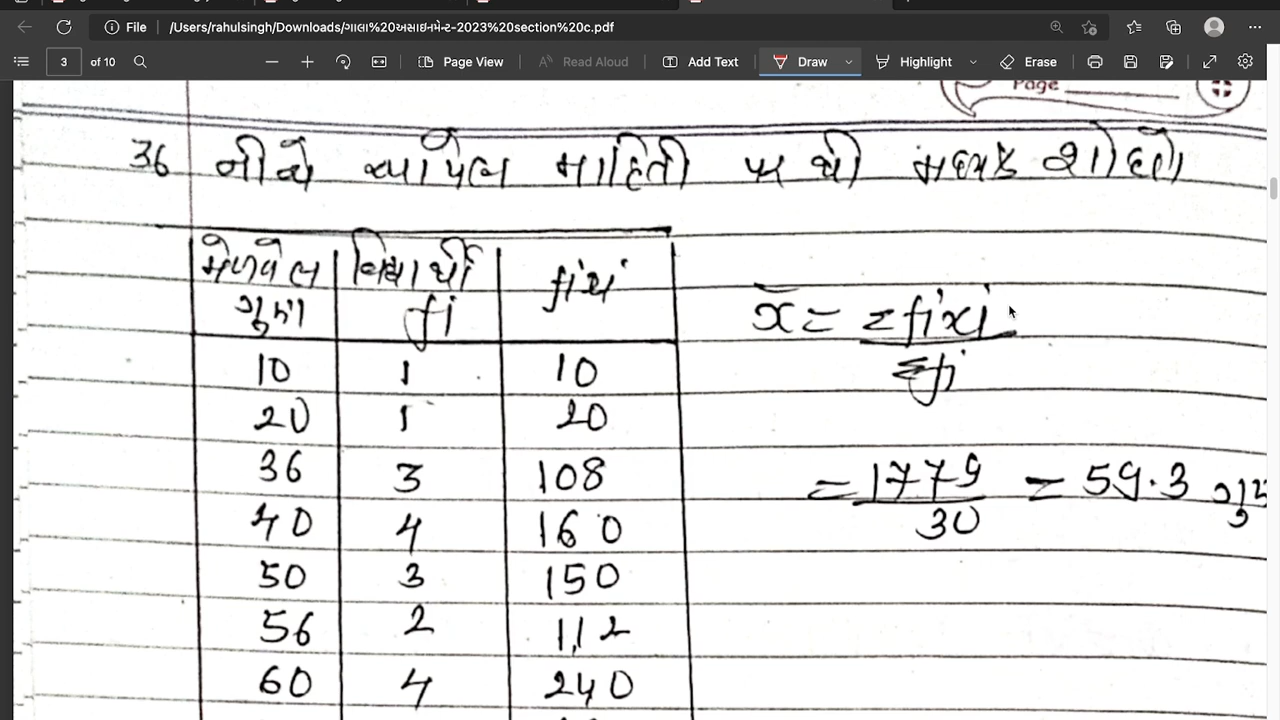 File /Users/rahulsingh/Downloads/ગાલા%20અસાઇનમેન્ટ-2023%20section%20c.pdf
3 of 10 Page View Read Aloud Add Text Draw Highlight Erase
Page
36 નીચે આપેલ માહિતી પરથી મધ્યક શોધો
મેળવેલ ગુણ વિદ્યાર્થી fi fixi
10 1 10
20 1 20
36 3 108
40 4 160
50 3 150
56 2 112
60 4 240
x̄ = Σfixi
Σfi
= 1779 = 59.3
30